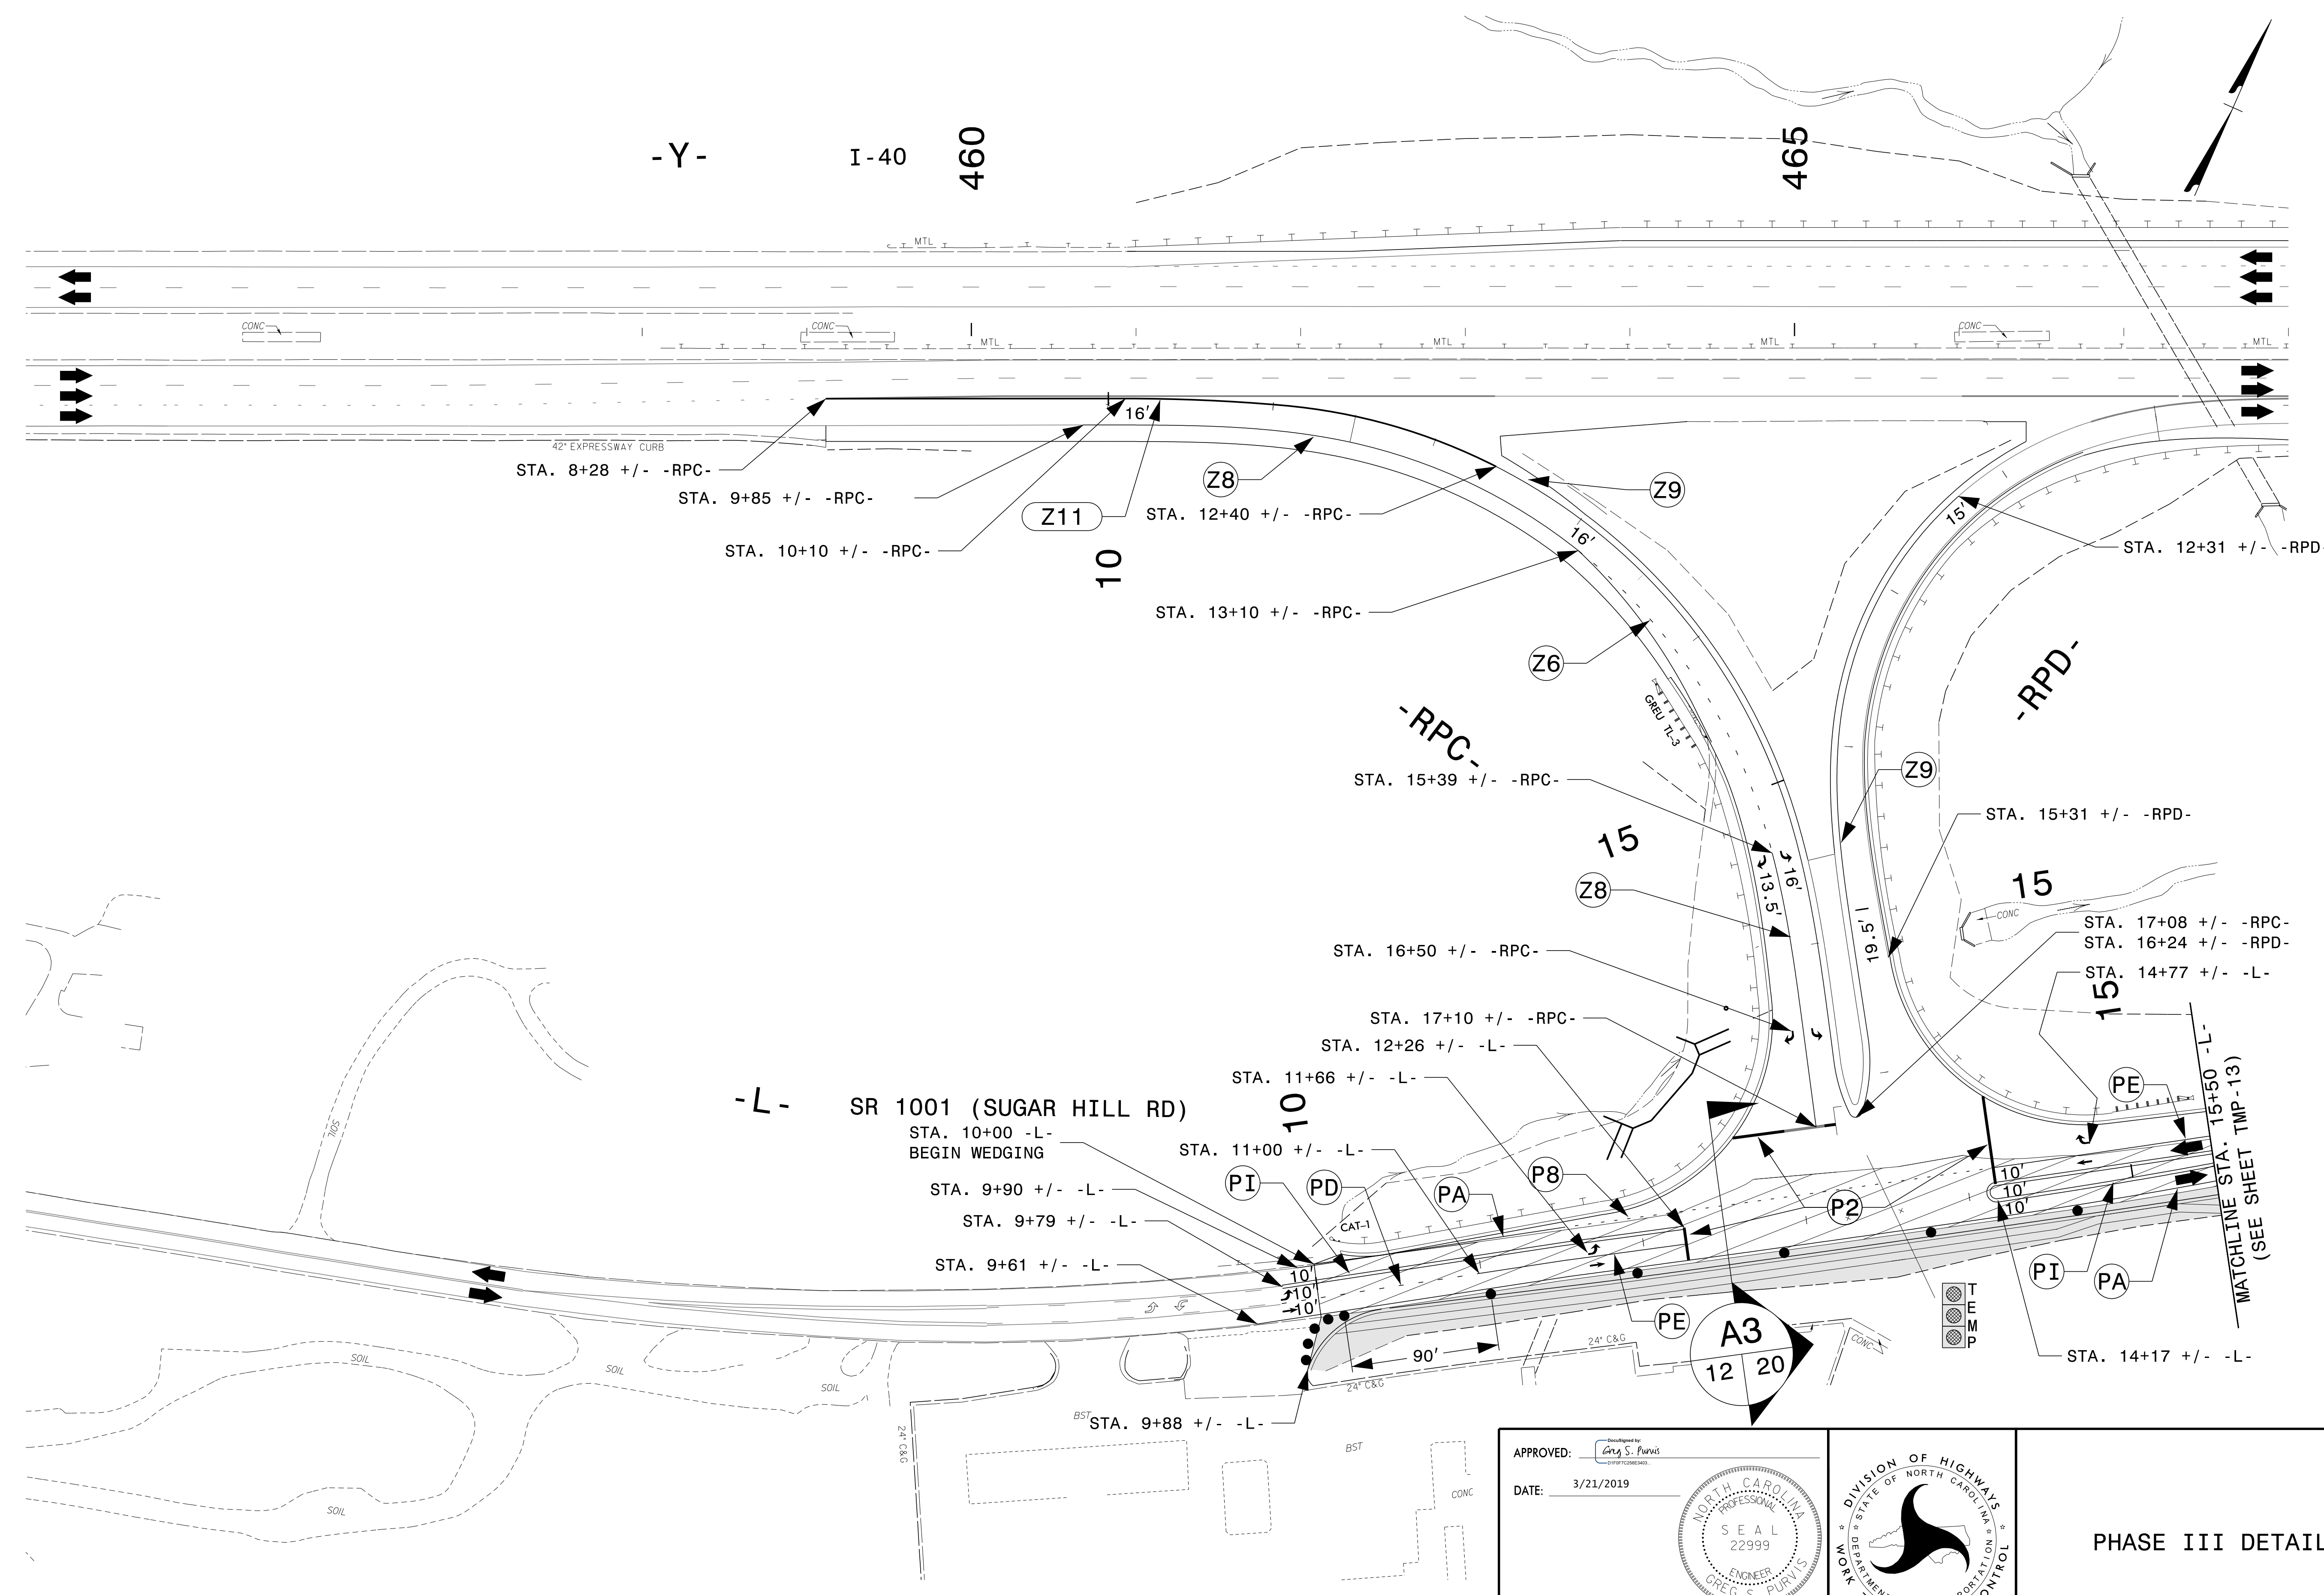 -Y-
I-40
460
465
MTL
CONC
CONC
CONC
MTL
MTL
MTL
MTL
42" EXPRESSWAY CURB
16'
STA. 8+28 +/- -RPC-
STA. 9+85 +/- -RPC-
Z8
Z9
Z11
STA. 12+40 +/- -RPC-
16'
15'
STA. 10+10 +/- -RPC-
10
STA. 12+31 +/- -RPD
STA. 13+10 +/- -RPC-
Z6
GREU TL-3
-RPC-
-RPD-
STA. 15+39 +/- -RPC-
Z9
15
STA. 15+31 +/- -RPD-
Z8
13.5'
16'
19.5'
15
CONC
STA. 17+08 +/- -RPC-
STA. 16+24 +/- -RPD-
STA. 16+50 +/- -RPC-
STA. 14+77 +/- -L-
15
STA. 17+10 +/- -RPC-
STA. 12+26 +/- -L-
STA. 11+66 +/- -L-
PE
-L-
SR 1001 (SUGAR HILL RD)
10
STA. 10+00 -L-
BEGIN WEDGING
STA. 11+00 +/- -L-
PI
PD
PA
P8
P2
STA. 9+90 +/- -L-
STA. 9+79 +/- -L-
STA. 9+61 +/- -L-
CAT-1
10'
10'
10'
10'
10'
10'
PI
PA
MATCHLINE STA. 15+50 -L-
(SEE SHEET TMP-13)
PE
TEMP
A3
12
20
90'
24" C&G
24" C&G
CONC
STA. 14+17 +/- -L-
STA. 9+88 +/- -L-
SOIL
SOIL
SOIL
SOIL
SOIL
24" C&G
BST
BST
CONC
APPROVED:
DocuSigned by:
Greg S. Purvis
D1F0F7C256E3403...
DATE: 3/21/2019
NORTH CAROLINA
PROFESSIONAL
SEAL
22999
ENGINEER
GREG S. PURVIS
DIVISION OF HIGHWAYS
STATE OF NORTH CAROLINA
WORK
PHASE III DETAIL